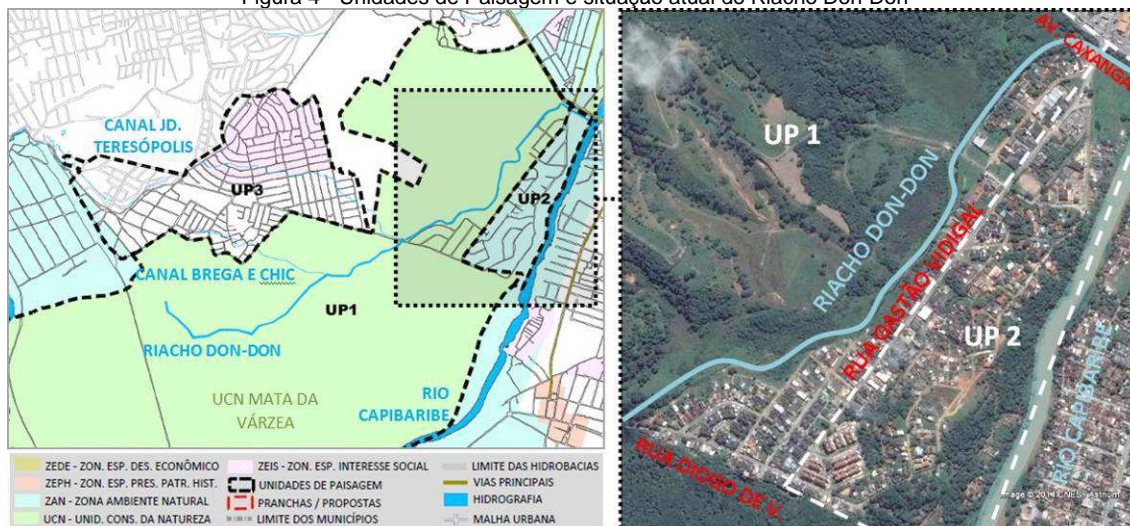 Figura 4 - Unidades de Paisagem e situação atual do Riacho Don-Don
CANAL JD.
TERESÓPOLIS
UP3
UP2
CANAL BREGA E CHIC
UP1
RIACHO DON-DON
UCN MATA DA
VÁRZEA
RIO
CAPIBARIBE
ZEDE - ZON. ESP. DES. ECONÔMICO
ZEPH - ZON. ESP. PRES. PATR. HIST.
ZAN - ZONA AMBIENTE NATURAL
UCN - UNID. CONS. DA NATUREZA
ZEIS - ZON. ESP. INTERESSE SOCIAL
UNIDADES DE PAISAGEM
PRANCHAS / PROPOSTAS
LIMITE DOS MUNICÍPIOS
LIMITE DAS HIDROBACIAS
VIAS PRINCIPAIS
HIDROGRAFIA
MALHA URBANA
AV. CAXANGÁ
UP 1
RIACHO DON-DON
RUA GASTÃO VIDIGAL
UP 2
RIO CAPIBARIBE
RUA DIOGO DE V.
Image © 2014 CNES / Astrium